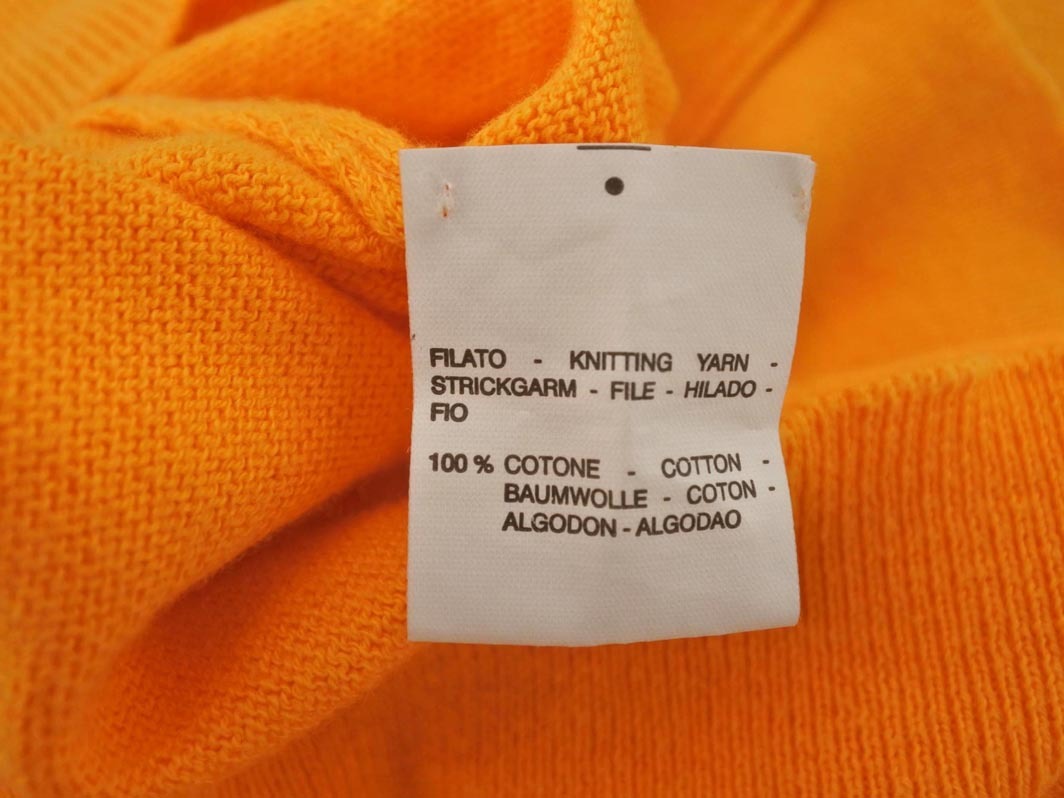 FILATO - KNITTING YARN -
STRICKGARM - FILE - HILADO -
FIO
100 % COTONE - COTTON -
BAUMWOLLE - COTON -
ALGODON - ALGODAO